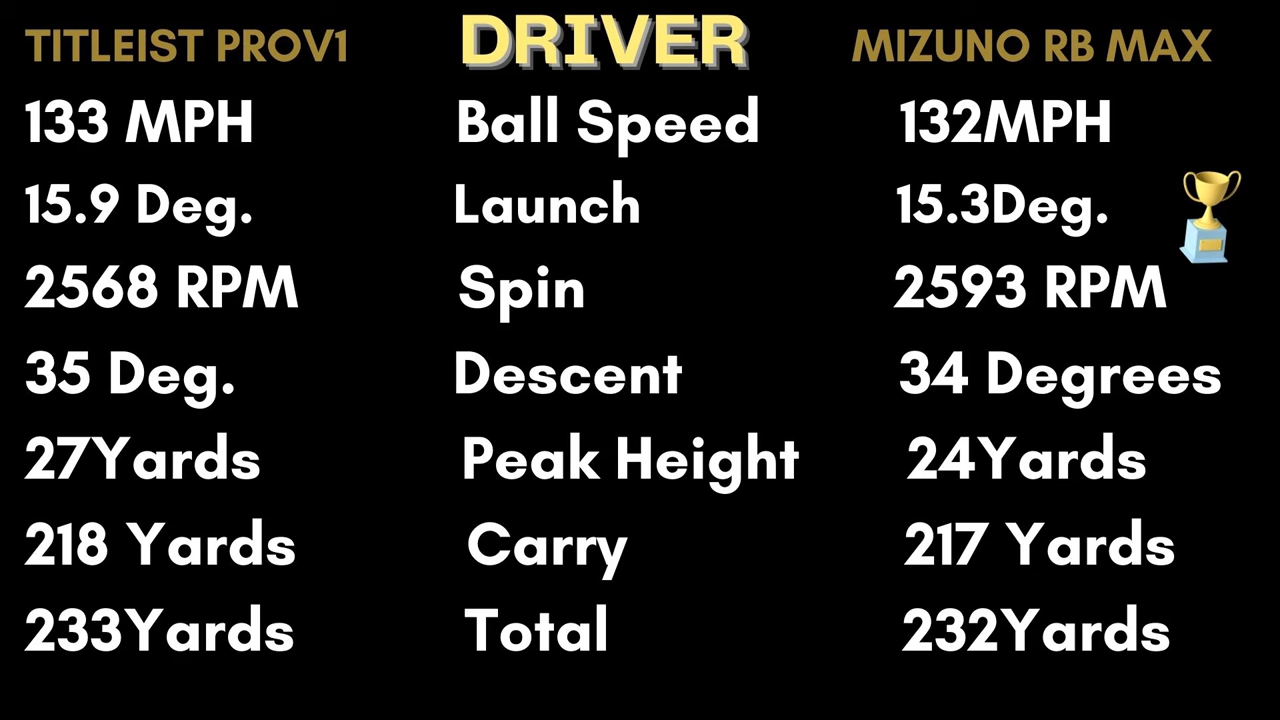 TITLEIST PROV1 DRIVER MIZUNO RB MAX
133 MPH Ball Speed 132MPH
15.9 Deg. Launch 15.3Deg.
2568 RPM Spin 2593 RPM
35 Deg. Descent 34 Degrees
27Yards Peak Height 24Yards
218 Yards Carry 217 Yards
233Yards Total 232Yards